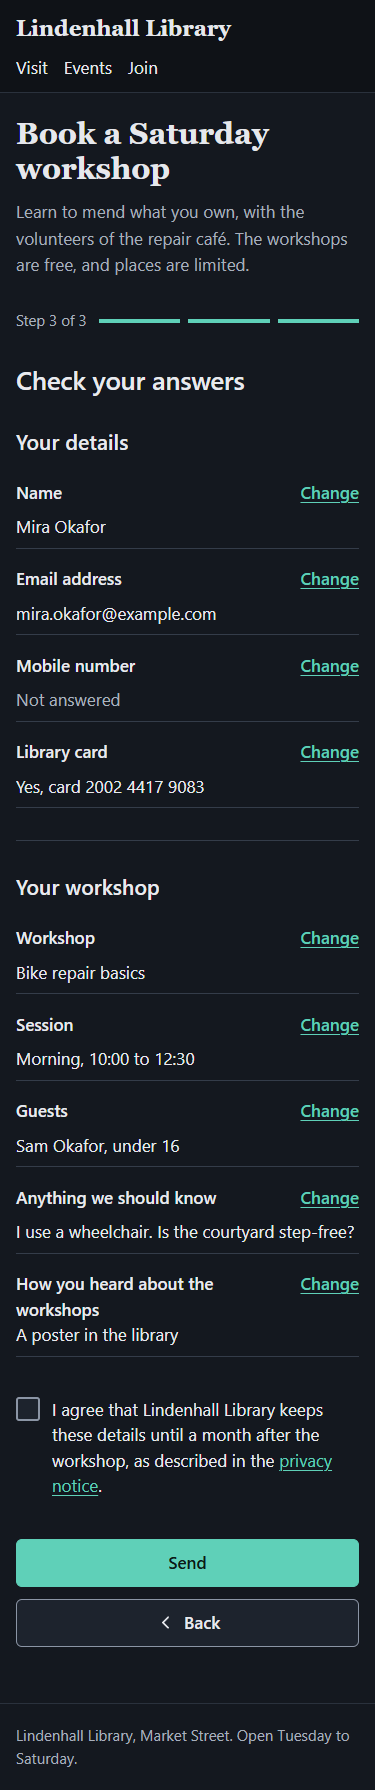 Lindenhall Library
Visit Events Join
Book a Saturday
workshop
Learn to mend what you own, with the
volunteers of the repair café. The workshops
are free, and places are limited.
Step 3 of 3
Check your answers
Your details
Name Change
Mira Okafor
Email address Change
mira.okafor@example.com
Mobile number Change
Not answered
Library card Change
Yes, card 2002 4417 9083
Your workshop
Workshop Change
Bike repair basics
Session Change
Morning, 10:00 to 12:30
Guests Change
Sam Okafor, under 16
Anything we should know Change
I use a wheelchair. Is the courtyard step-free?
How you heard about the Change
workshops
A poster in the library
I agree that Lindenhall Library keeps
these details until a month after the
workshop, as described in the privacy
notice.
Send
Back
Lindenhall Library, Market Street. Open Tuesday to
Saturday.